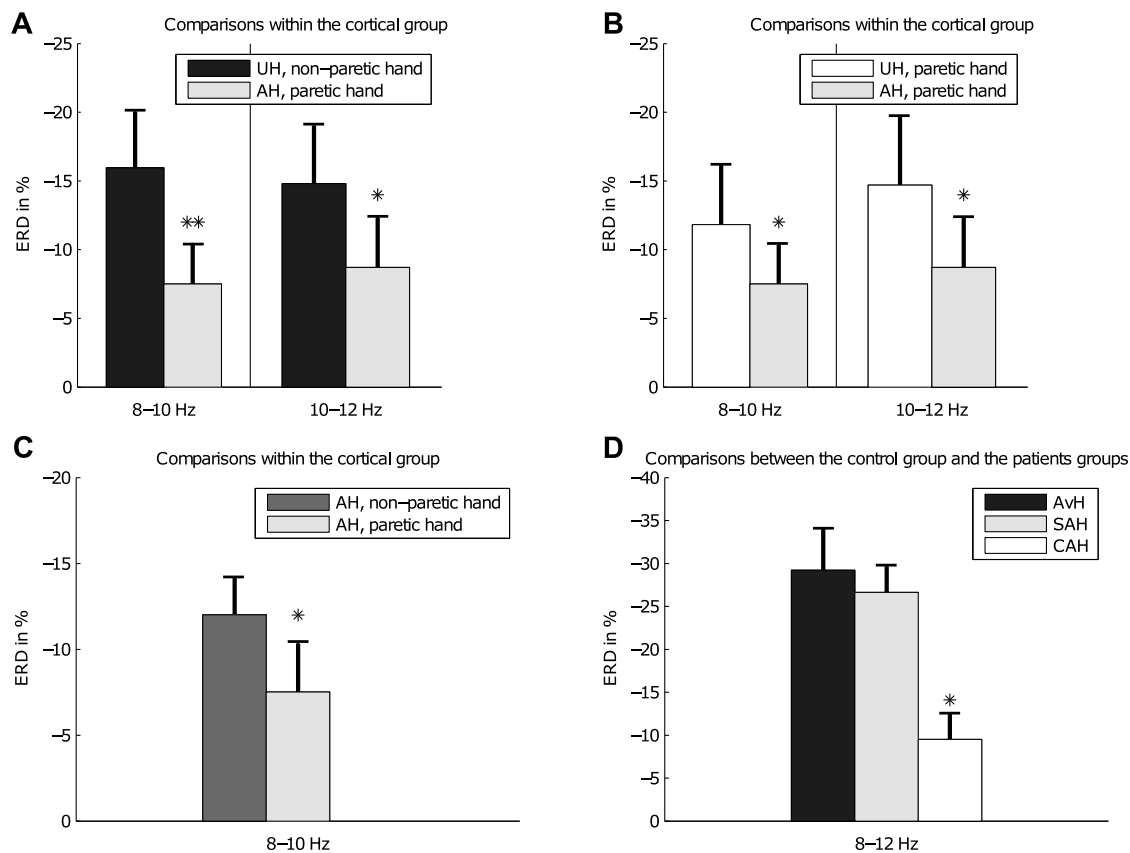 A
Comparisons within the cortical group
−25
−20
−15
−10
−5
0
ERD in %
UH, non−paretic hand
AH, paretic hand
**
*
8−10 Hz
10−12 Hz
B
Comparisons within the cortical group
−25
−20
−15
−10
−5
0
ERD in %
UH, paretic hand
AH, paretic hand
*
*
8−10 Hz
10−12 Hz
C
Comparisons within the cortical group
−20
−15
−10
−5
0
ERD in %
AH, non−paretic hand
AH, paretic hand
*
8−10 Hz
D
Comparisons between the control group and the patients groups
−40
−35
−30
−25
−20
−15
−10
−5
0
ERD in %
AvH
SAH
CAH
*
8−12 Hz